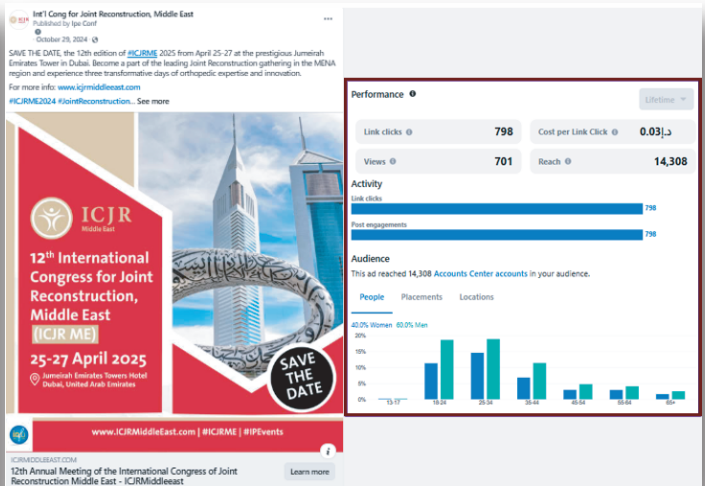 Int'l Cong for Joint Reconstruction, Middle East
Published by Ipe Conf
October 29, 2024
SAVE THE DATE, the 12th edition of #ICJRME 2025 from April 25-27 at the prestigious Jumeirah
Emirates Tower in Dubai. Become a part of the leading Joint Reconstruction gathering in the MENA
region and experience three transformative days of orthopedic expertise and innovation.
For more info: www.icjrmiddleeast.com
#ICJRME2024 #JointReconstruction... See more
ICJR
Middle East
12th International
Congress for Joint
Reconstruction,
Middle East
(ICJR ME)
25-27 April 2025
Jumeirah Emirates Towers Hotel
Dubai, United Arab Emirates
SAVE
THE
DATE
www.ICJRMiddleEast.com | #ICJRME | #IPEvents
ICJRMIDDLEEAST.COM
12th Annual Meeting of the International Congress of Joint
Reconstruction Middle East - ICJRMiddleeast
Learn more
Performance
Lifetime
Link clicks 798
Cost per Link Click 0.03د.إ
Views 701
Reach 14,308
Activity
Link clicks
798
Post engagements
798
Audience
This ad reached 14,308 Accounts Center accounts in your audience.
People Placements Locations
40.0% Women 60.0% Men
20%
15%
10%
5%
0%
13-17 18-24 25-34 35-44 45-54 55-64 65+